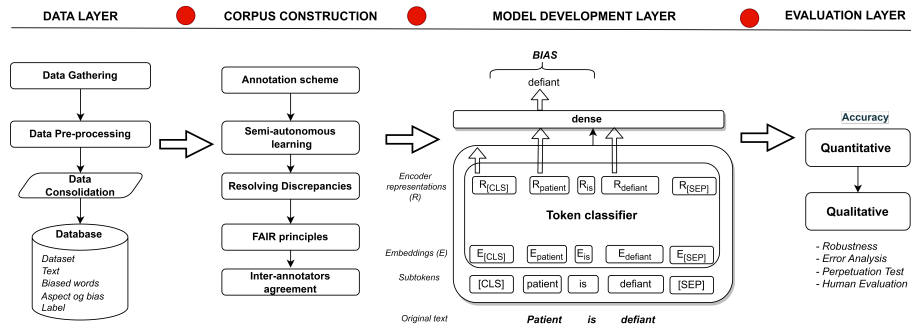 DATA LAYER
CORPUS CONSTRUCTION
MODEL DEVELOPMENT LAYER
EVALUATION LAYER
Data Gathering
Data Pre-processing
Data
Consolidation
Database
Dataset
Text
Biased words
Aspect og bias
Label
Annotation scheme
Semi-autonomous
learning
Resolving Discrepancies
FAIR principles
Inter-annotators
agreement
BIAS
defiant
dense
Encoder
representations
(R)
R[CLS] Rpatient Ris Rdefiant R[SEP]
Token classifier
Embeddings (E)
E[CLS] Epatient Eis Edefiant E[SEP]
Subtokens
[CLS] patient is defiant [SEP]
Original text
Patient is defiant
Accuracy
Quantitative
Qualitative
- Robustness
- Error Analysis
- Perpetuation Test
- Human Evaluation